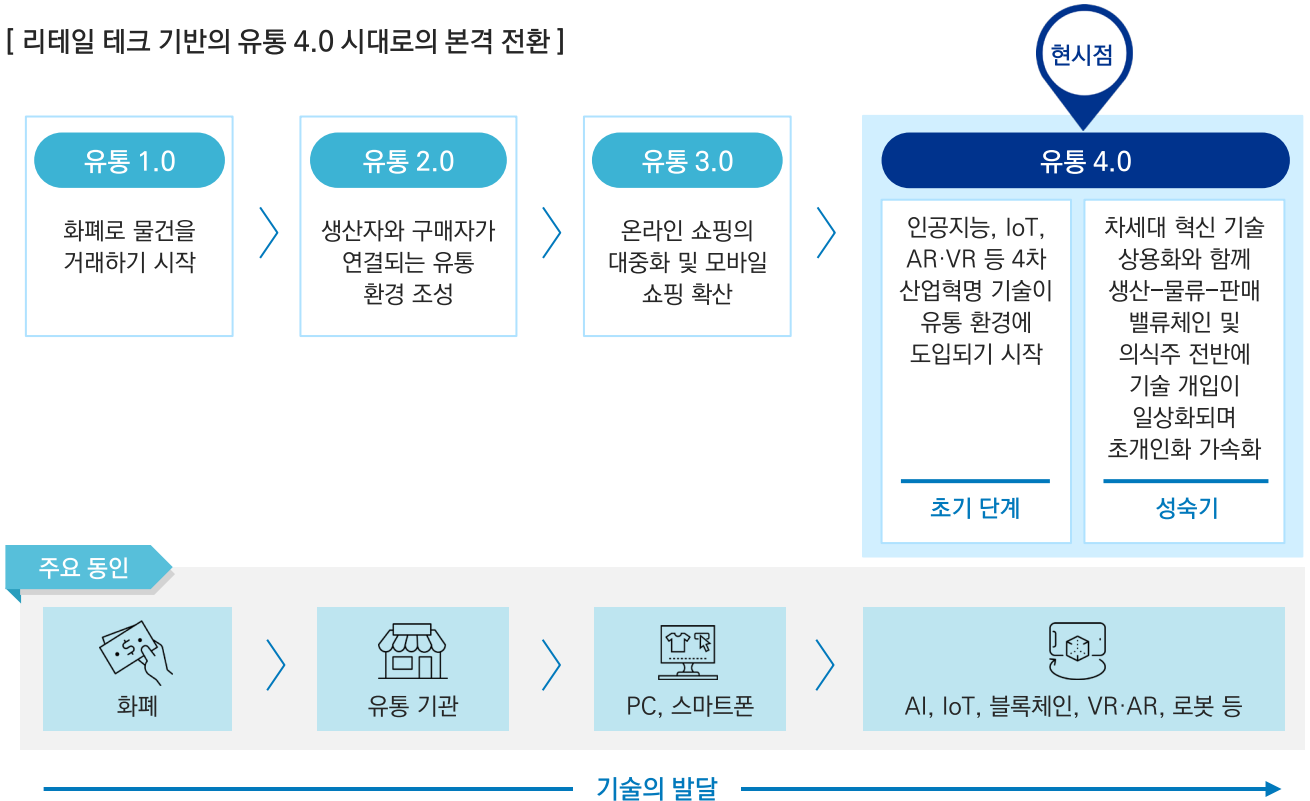 [ 리테일 테크 기반의 유통 4.0 시대로의 본격 전환 ]
현시점
유통 1.0
화폐로 물건을
거래하기 시작
유통 2.0
생산자와 구매자가
연결되는 유통
환경 조성
유통 3.0
온라인 쇼핑의
대중화 및 모바일
쇼핑 확산
유통 4.0
인공지능, IoT,
AR·VR 등 4차
산업혁명 기술이
유통 환경에
도입되기 시작
초기 단계
차세대 혁신 기술
상용화와 함께
생산–물류–판매
밸류체인 및
의식주 전반에
기술 개입이
일상화되며
초개인화 가속화
성숙기
주요 동인
화폐
유통 기관
PC, 스마트폰
AI, IoT, 블록체인, VR·AR, 로봇 등
기술의 발달